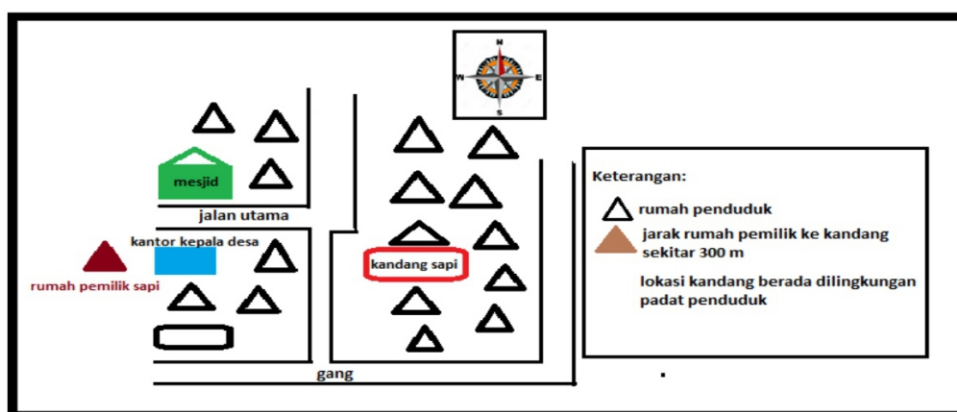 N
W E
S
mesjid
jalan utama
kantor kepala desa
rumah pemilik sapi
kandang sapi
gang
Keterangan:
rumah penduduk
jarak rumah pemilik ke kandang
sekitar 300 m
lokasi kandang berada dilingkungan
padat penduduk